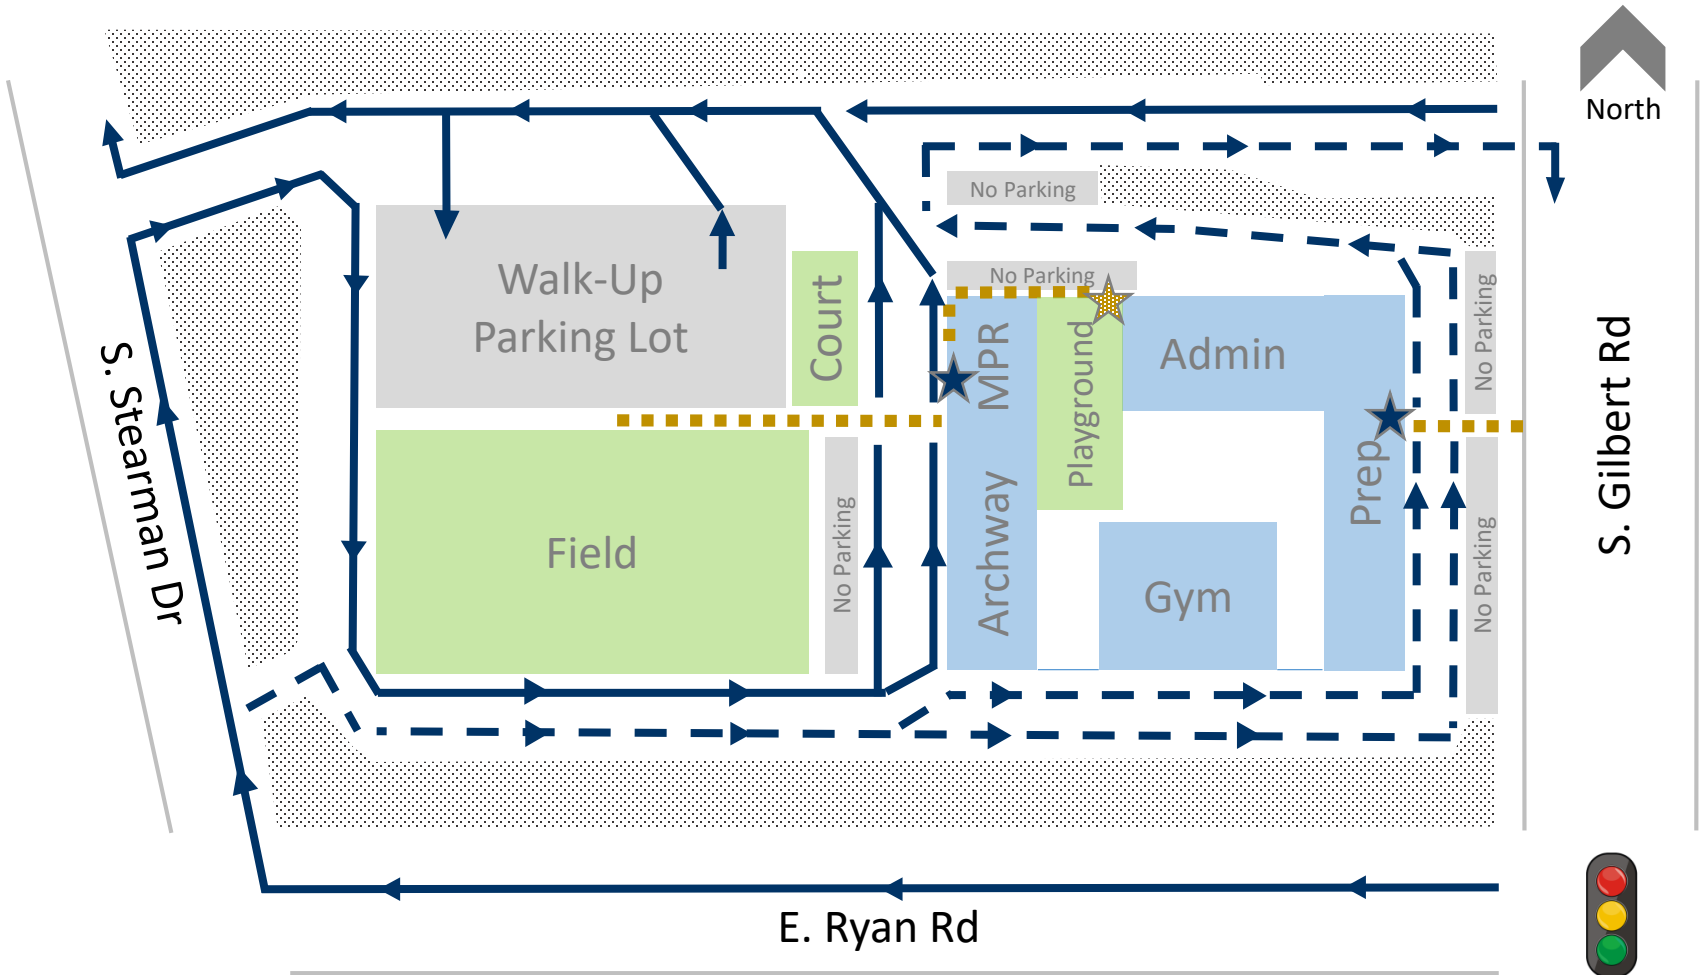 North
No Parking
No Parking
Walk-Up
Parking Lot
Court
MPR
Playground
Admin
No Parking
S. Stearman Dr
S. Gilbert Rd
Field
No Parking
Archway
Gym
Prep
No Parking
E. Ryan Rd